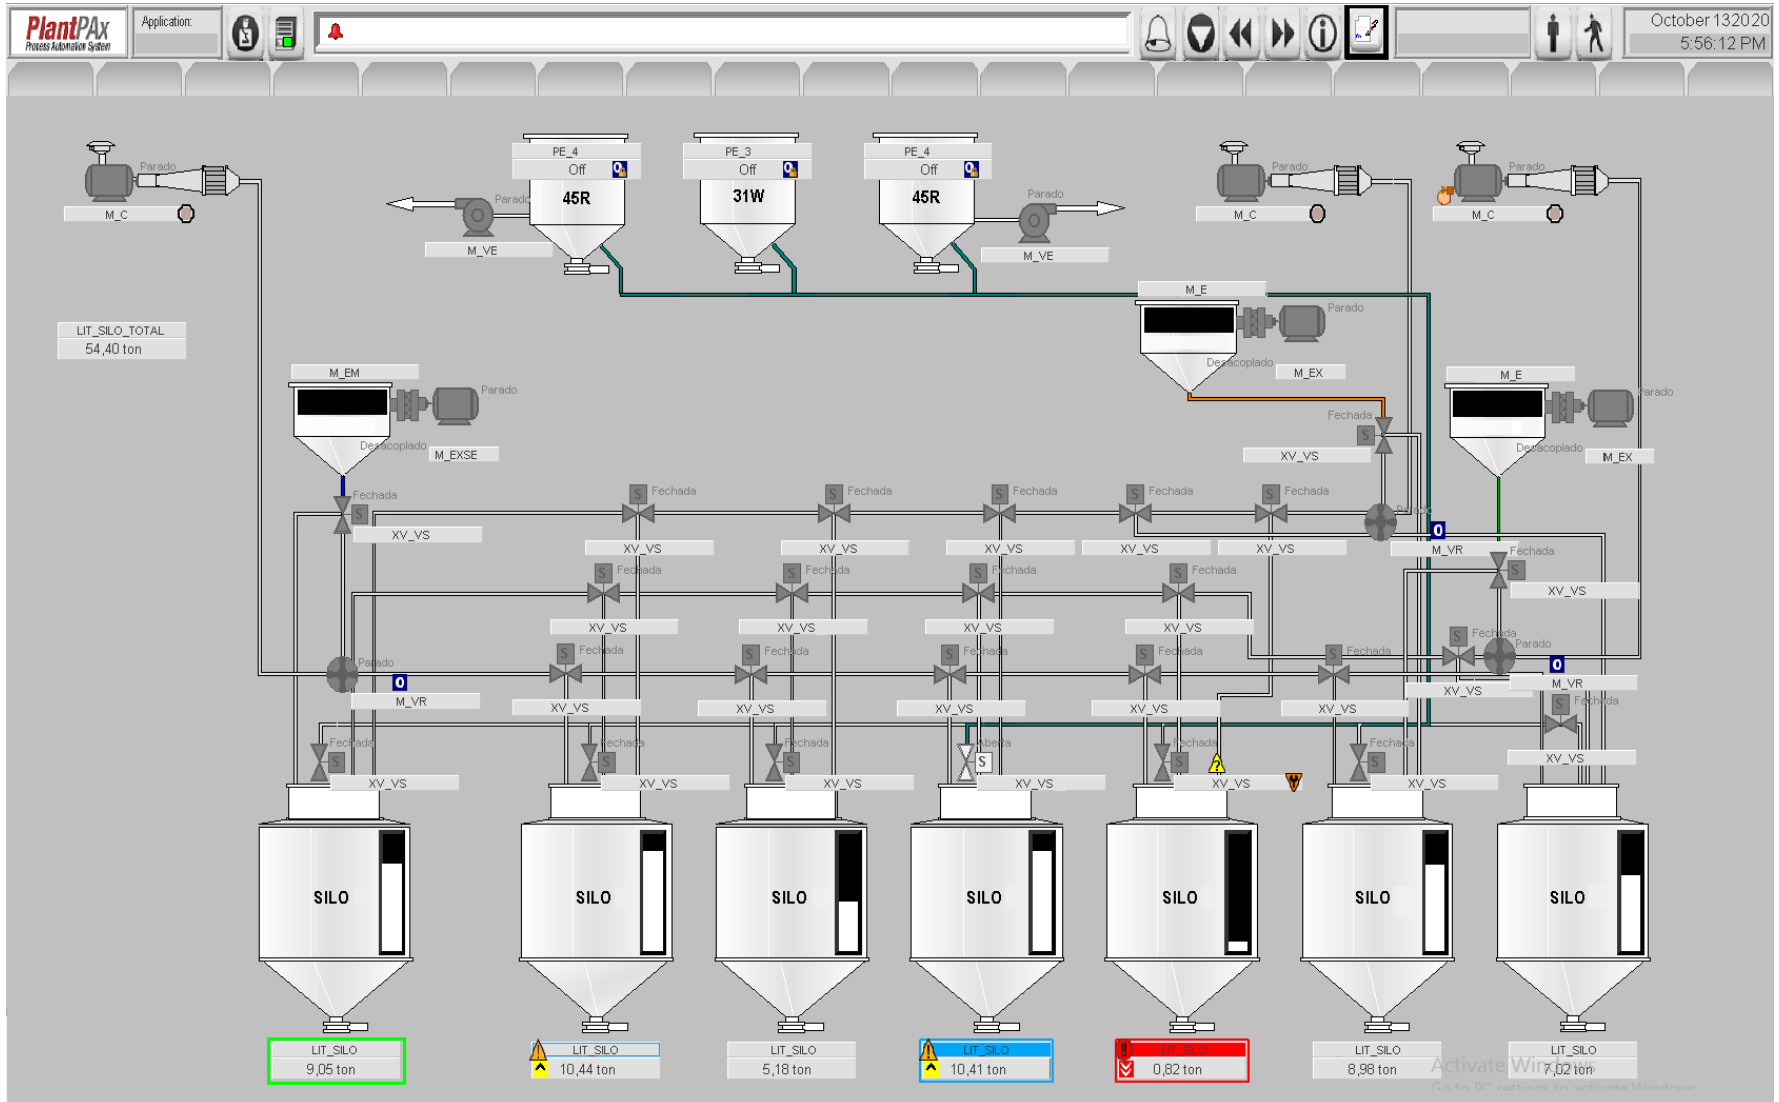 PlantPAx
Process Automation System
Application:
October 132020
5:56:12 PM
Parado
M_C
PE_4
Off
45R
Parado
M_VE
PE_3
Off
31W
PE_4
Off
45R
Parado
M_VE
Parado
M_C
Parado
M_C
LIT_SILO_TOTAL
54,40 ton
M_E
Parado
Desacoplado
M_EX
M_EM
Parado
Desacoplado
M_EXSE
M_E
Parado
Desacoplado
M_EX
Fechada
S
XV_VS
Fechada
S
XV_VS
S Fechada
XV_VS
S Fechada
XV_VS
S Fechada
XV_VS
S Fechada
XV_VS
S Fechada
XV_VS
Parado
0
M_VR
Fechada
S
XV_VS
S Fechada
XV_VS
S Fechada
XV_VS
S Fechada
XV_VS
S Fechada
XV_VS
Parado
0
M_VR
S Fechada
XV_VS
S Fechada
XV_VS
S Fechada
XV_VS
S Fechada
XV_VS
S Fechada
XV_VS
S Fechada
XV_VS
Parado
0
M_VR
S Fechada
XV_VS
Fechada
S
XV_VS
Fechada
S
XV_VS
Fechada
S
XV_VS
Aberta
S
XV_VS
Fechada
S
?
XV_VS
Fechada
S
XV_VS
SILO
SILO
SILO
SILO
SILO
SILO
SILO
LIT_SILO
9,05 ton
LIT_SILO
10,44 ton
LIT_SILO
5,18 ton
LIT_SILO
10,41 ton
LIT_SILO
0,82 ton
LIT_SILO
8,98 ton
LIT_SILO
7,02 ton
Activate Windows
Go to PC settings to activate Windows.